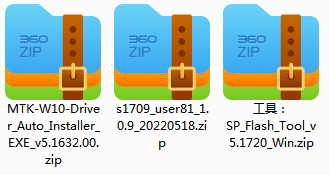 360
ZIP
360
ZIP
360
ZIP
MTK-W10-Drive
r_Auto_Installer_
EXE_v5.1632.00.
zip
s1709_user81_1.
0.9_20220518.zi
p
工具：
SP_Flash_Tool_v
5.1720_Win.zip